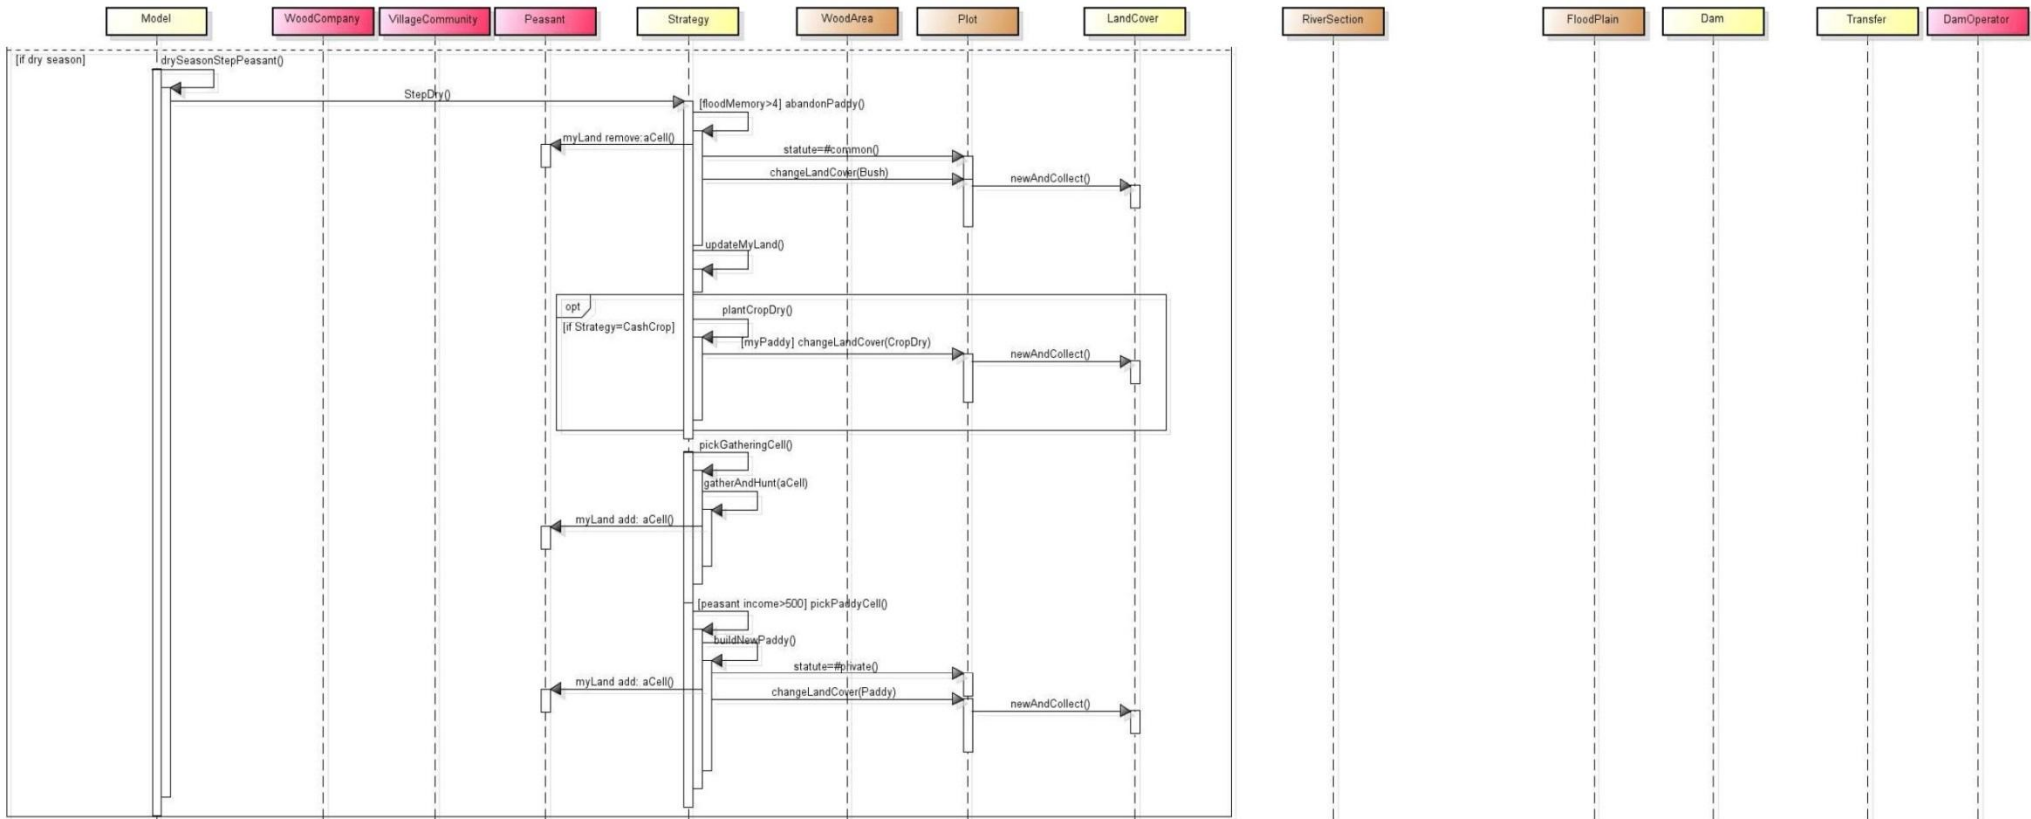 Model
WoodCompany
VillageCommunity
Peasant
Strategy
WoodArea
Plot
LandCover
RiverSection
FloodPlain
Dam
Transfer
DamOperator
[if dry season]
drySeasonStepPeasant()
StepDry()
[floodMemory>4] abandonPaddy()
myLand remove:aCell()
statute=#common()
changeLandCover(Bush)
newAndCollect()
updateMyLand()
opt
plantCropDry()
[if Strategy=CashCrop]
[myPaddy] changeLandCover(CropDry)
newAndCollect()
pickGatheringCell()
gatherAndHunt(aCell)
myLand add: aCell()
[peasant income>500] pickPaddyCell()
buildNewPaddy()
statute=#private()
myLand add: aCell()
changeLandCover(Paddy)
newAndCollect()